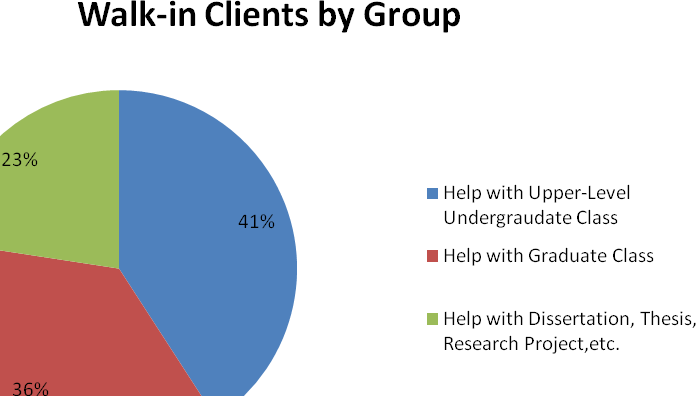 Walk-in Clients by Group
23%
41%
36%
Help with Upper-Level
Undergraudate Class
Help with Graduate Class
Help with Dissertation, Thesis,
Research Project,etc.